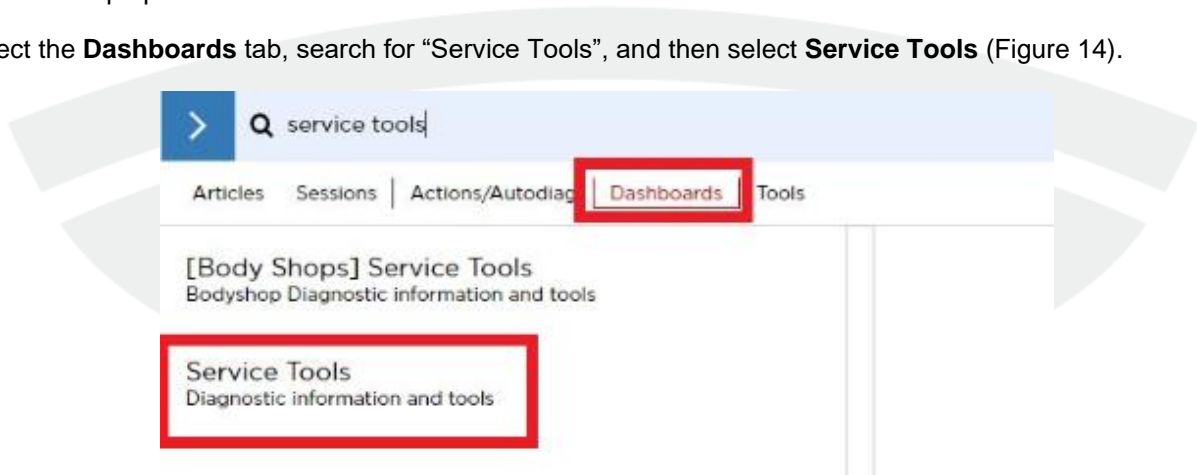 ect the Dashboards tab, search for “Service Tools”, and then select Service Tools (Figure 14).
service tools
Articles Sessions Actions/Autodiag Dashboards Tools
[Body Shops] Service Tools
Bodyshop Diagnostic information and tools
Service Tools
Diagnostic information and tools